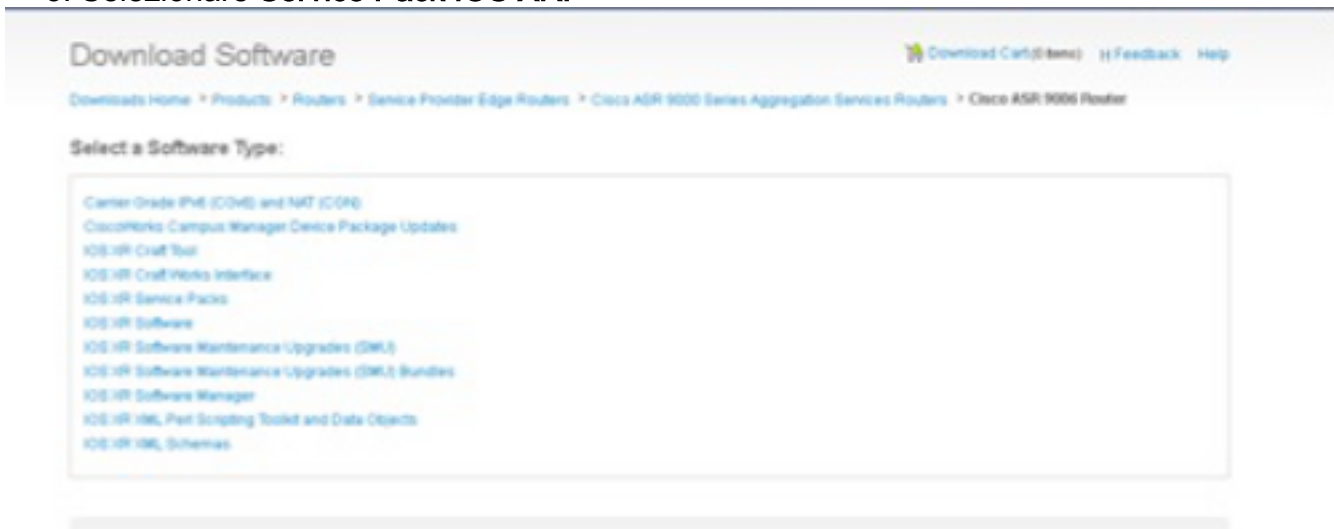 Selezionare Service Pack IOS XR.
Download Software
Download Cart (0 items) Feedback Help
Downloads Home > Products > Routers > Service Provider Edge Routers > Cisco ASR 9000 Series Aggregation Services Routers > Cisco ASR 9006 Router
Select a Software Type:
Carrier Grade IPv6 (CGv6) and NAT (CGN)
CiscoWorks Campus Manager Device Package Updates
IOS XR Craft Tool
IOS XR Craft Works Interface
IOS XR Service Packs
IOS XR Software
IOS XR Software Maintenance Upgrades (SMU)
IOS XR Software Maintenance Upgrades (SMU) Bundles
IOS XR Software Manager
IOS XR XML Perl Scripting Toolkit and Data Objects
IOS XR XML Schemas